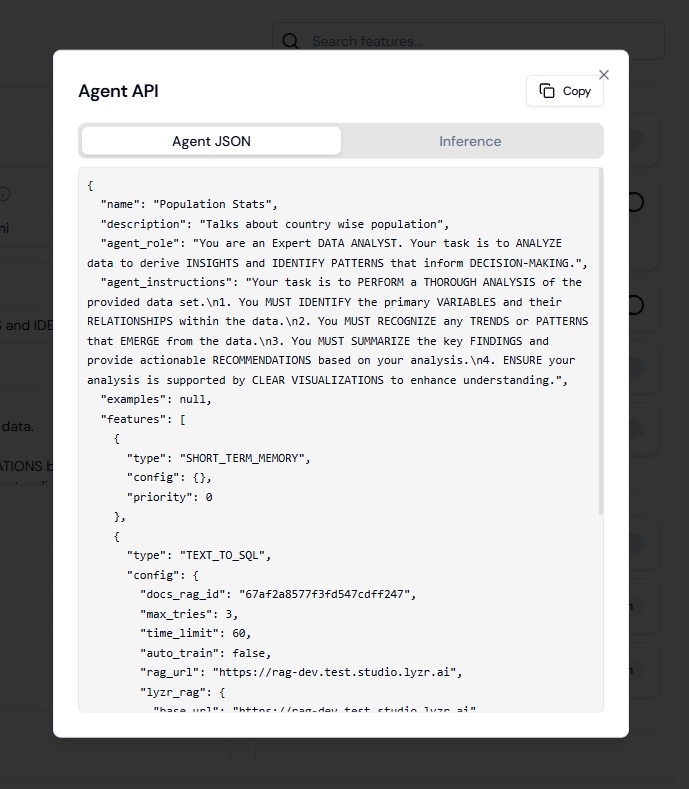 Search features...
Agent API
Copy
Agent JSON
Inference
{
"name": "Population Stats",
"description": "Talks about country wise population",
"agent_role": "You are an Expert DATA ANALYST. Your task is to ANALYZE
data to derive INSIGHTS and IDENTIFY PATTERNS that inform DECISION-MAKING.",
"agent_instructions": "Your task is to PERFORM a THOROUGH ANALYSIS of the
provided data set.\n1. You MUST IDENTIFY the primary VARIABLES and their
RELATIONSHIPS within the data.\n2. You MUST RECOGNIZE any TRENDS or PATTERNS
that EMERGE from the data.\n3. You MUST SUMMARIZE the key FINDINGS and
provide actionable RECOMMENDATIONS based on your analysis.\n4. ENSURE your
analysis is supported by CLEAR VISUALIZATIONS to enhance understanding.",
"examples": null,
"features": [
{
"type": "SHORT_TERM_MEMORY",
"config": {},
"priority": 0
},
{
"type": "TEXT_TO_SQL",
"config": {
"docs_rag_id": "67af2a8577f3fd547cdff247",
"max_tries": 3,
"time_limit": 60,
"auto_train": false,
"rag_url": "https://rag-dev.test.studio.lyzr.ai",
"lyzr_rag": {
"base_url": "https://rag-dev.test.studio.lyzr.ai"
ni
S and IDE
data.
ATIONS b